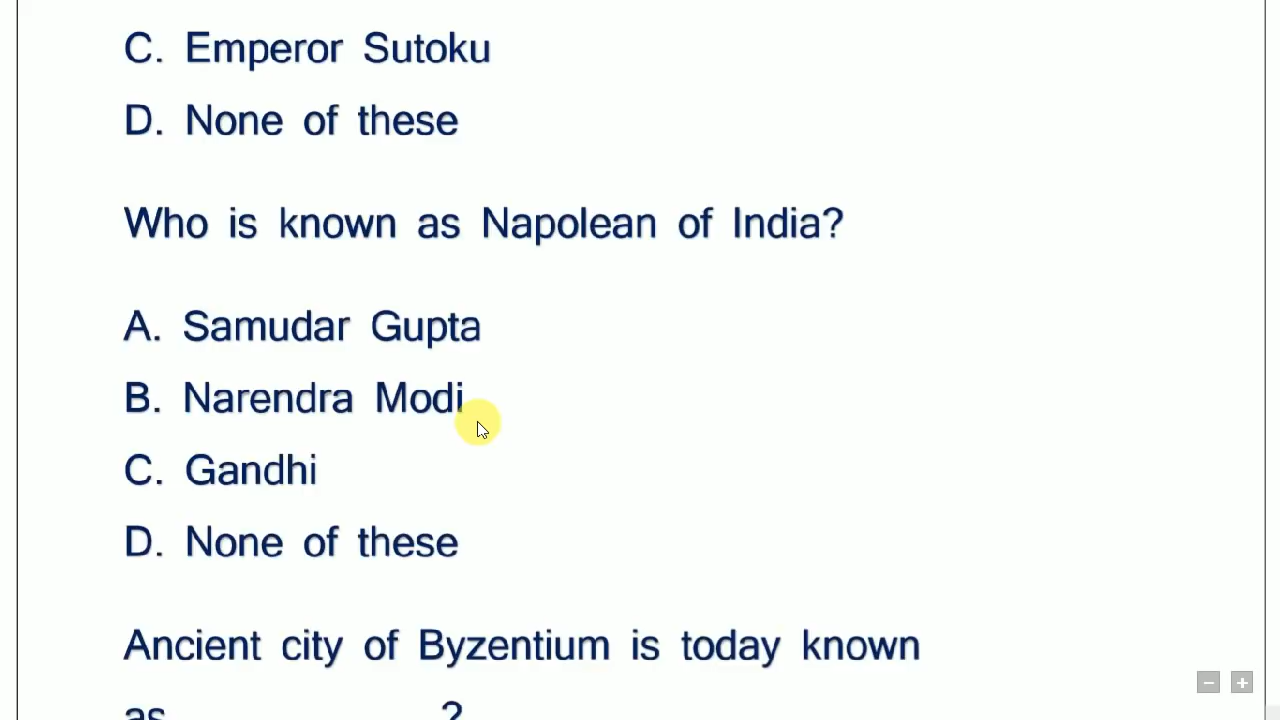 C. Emperor Sutoku
D. None of these
Who is known as Napolean of India?
A. Samudar Gupta
B. Narendra Modi
C. Gandhi
D. None of these
Ancient city of Byzentium is today known
as ?